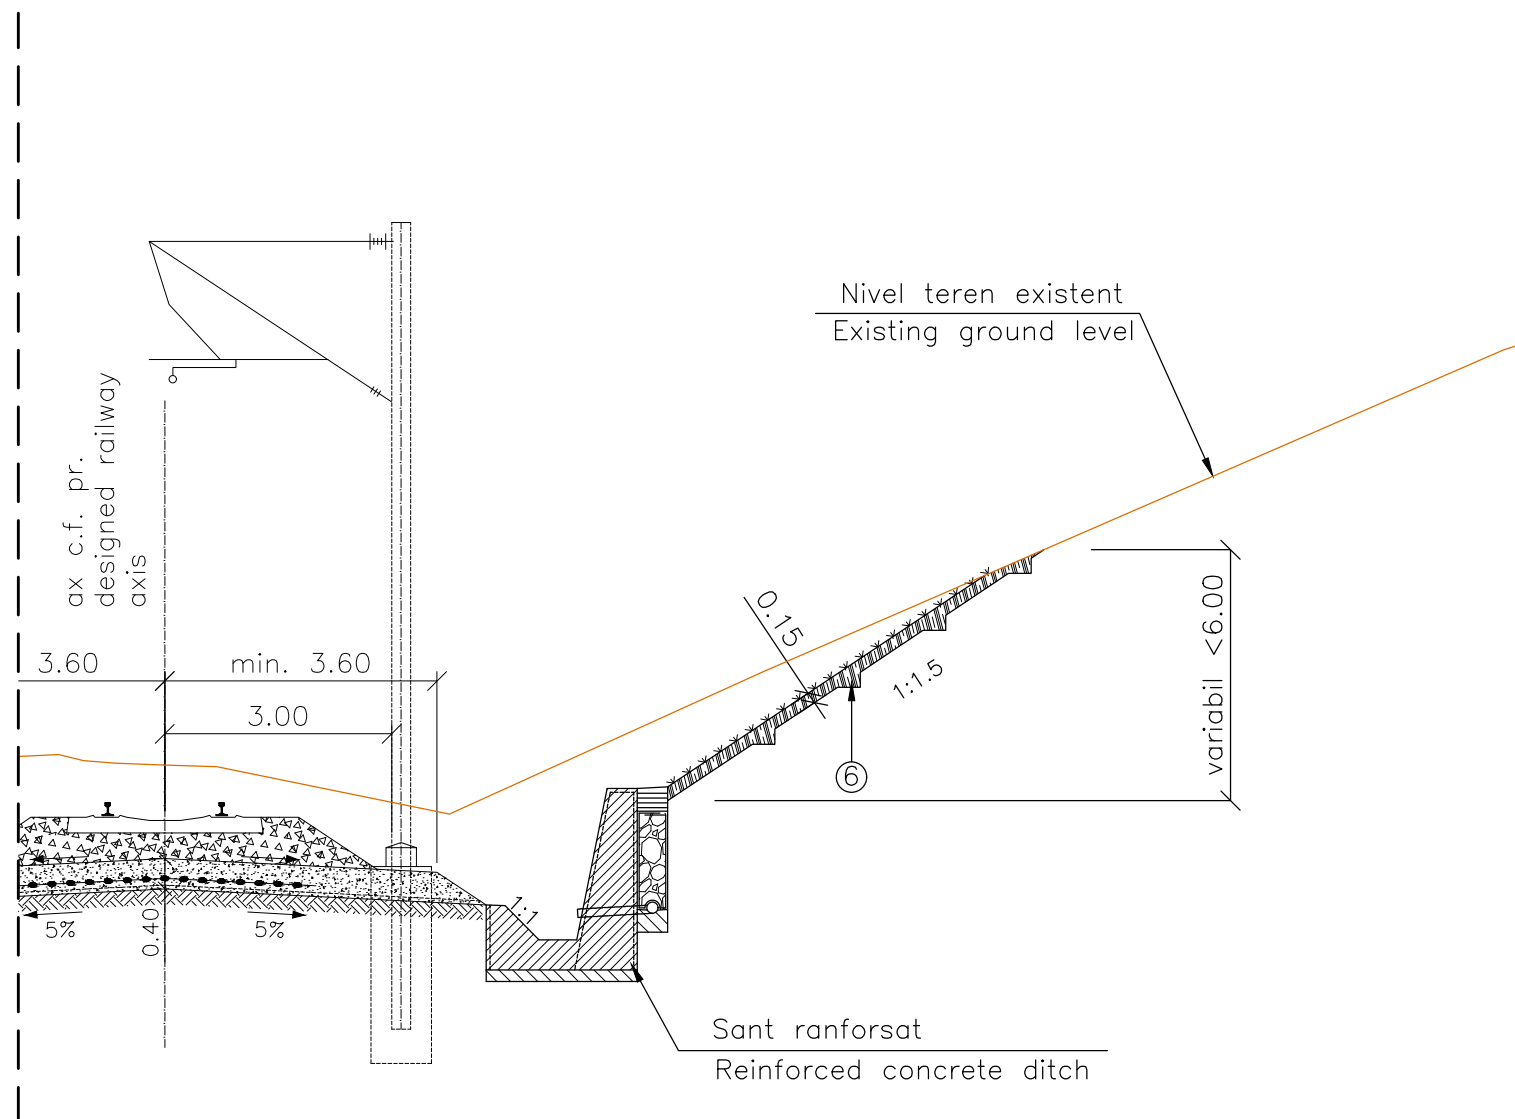 Nivel teren existent
Existing ground level
ax c.f. pr.
designed railway
axis
0.15
variabil <6.00
3.60
min. 3.60
1:1.5
3.00
6
1:1
5%
0.40
5%
Sant ranforsat
Reinforced concrete ditch